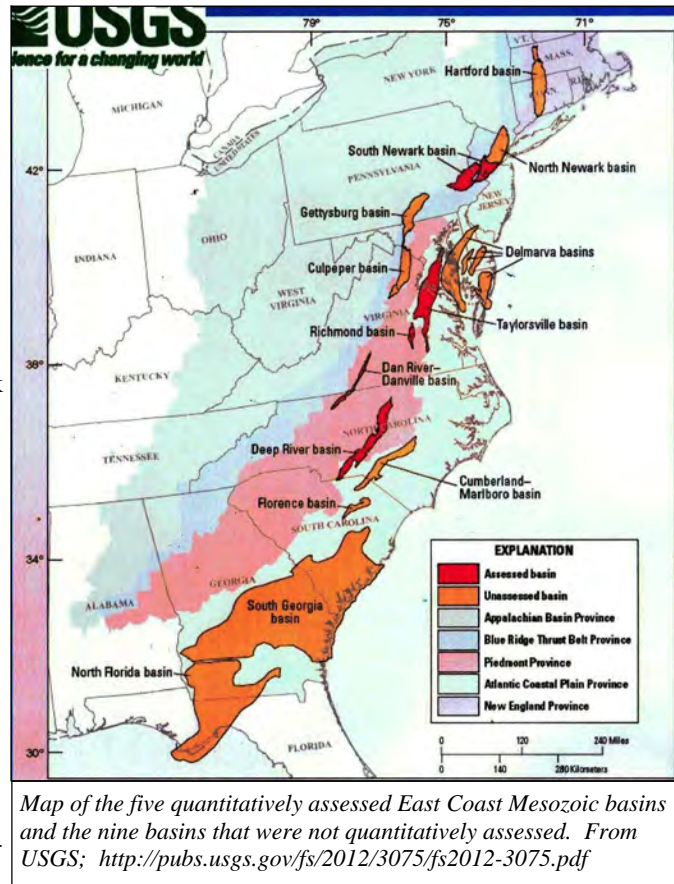 USGS
ience for a changing world
79°
75°
71°
VT.
MASS.
Hartford basin
NEW YORK
CONN
R.I.
MICHIGAN
CANADA
UNITED STATES
South Newark basin
42°
North Newark basin
PENNSYLVANIA
NEW
JERSEY
Gettysburg basin
OHIO
Delmarva basins
INDIANA
Culpeper basin
WEST
VIRGINIA
VIRGINIA
Taylorsville basin
Richmond basin
38°
Dan River–
Danville basin
KENTUCKY
NORTH CAROLINA
Deep River basin
TENNESSEE
Cumberland–
Marlboro basin
Florence basin
SOUTH CAROLINA
34°
GEORGIA
ALABAMA
South Georgia
basin
North Florida basin
30°
FLORIDA
EXPLANATION
Assessed basin
Unassessed basin
Appalachian Basin Province
Blue Ridge Thrust Belt Province
Piedmont Province
Atlantic Coastal Plain Province
New England Province
0 120 240 Miles
0 140 280 Kilometers
Map of the five quantitatively assessed East Coast Mesozoic basins
and the nine basins that were not quantitatively assessed. From
USGS; http://pubs.usgs.gov/fs/2012/3075/fs2012-3075.pdf